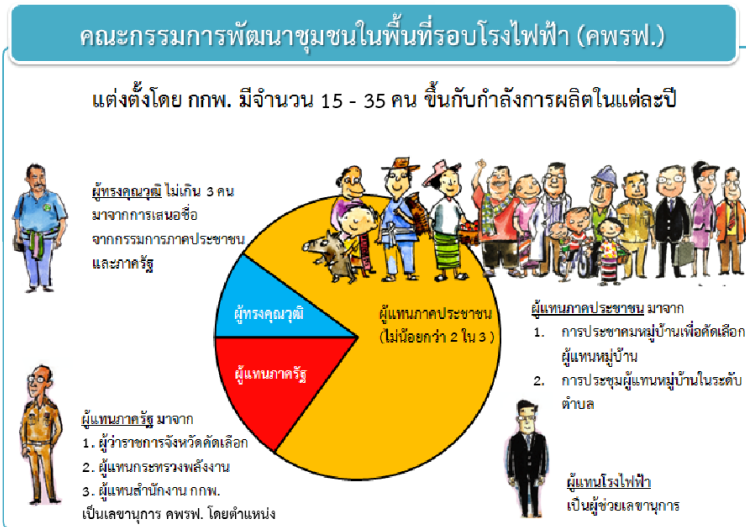 คณะกรรมการพัฒนาชุมชนในพื้นที่รอบโรงไฟฟ้า (คพรฟ.)
แต่งตั้งโดย กกพ. มีจำนวน 15 - 35 คน ขึ้นกับกำลังการผลิตในแต่ละปี
ผู้ทรงคุณวุฒิ ไม่เกิน 3 คน
มาจากการเสนอชื่อ
จากกรรมการภาคประชาชน
และภาครัฐ
ผู้ทรงคุณวุฒิ
ผู้แทนภาคประชาชน
(ไม่น้อยกว่า 2 ใน 3 )
ผู้แทนภาครัฐ
ผู้แทนภาคประชาชน มาจาก
1. การประชาคมหมู่บ้านเพื่อคัดเลือก
ผู้แทนหมู่บ้าน
2. การประชุมผู้แทนหมู่บ้านในระดับ
ตำบล
ผู้แทนภาครัฐ มาจาก
1. ผู้ว่าราชการจังหวัดคัดเลือก
2. ผู้แทนกระทรวงพลังงาน
3. ผู้แทนสำนักงาน กกพ.
เป็นเลขานุการ คพรฟ. โดยตำแหน่ง
ผู้แทนโรงไฟฟ้า
เป็นผู้ช่วยเลขานุการ